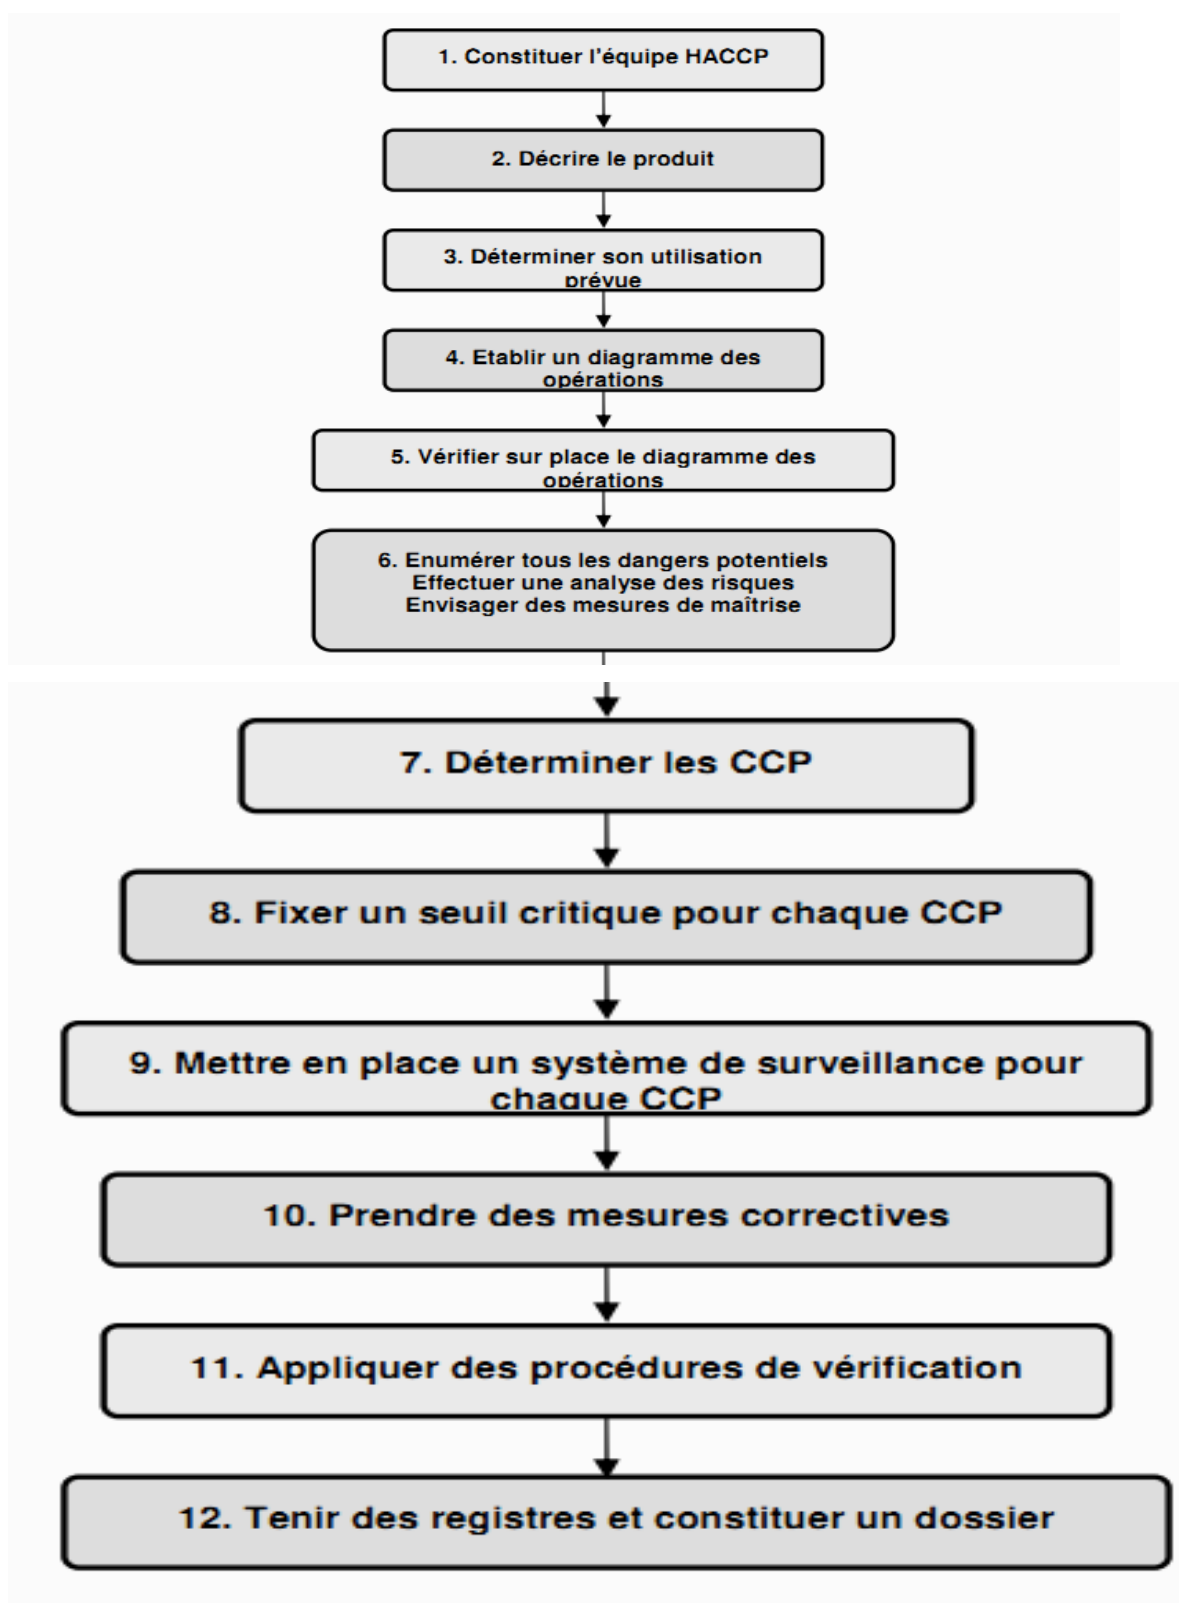 1. Constituer l'équipe HACCP
2. Décrire le produit
3. Déterminer son utilisation
prévue
4. Etablir un diagramme des
opérations
5. Vérifier sur place le diagramme des
opérations
6. Enumérer tous les dangers potentiels
Effectuer une analyse des risques
Envisager des mesures de maîtrise
7. Déterminer les CCP
8. Fixer un seuil critique pour chaque CCP
9. Mettre en place un système de surveillance pour
chaque CCP
10. Prendre des mesures correctives
11. Appliquer des procédures de vérification
12. Tenir des registres et constituer un dossier